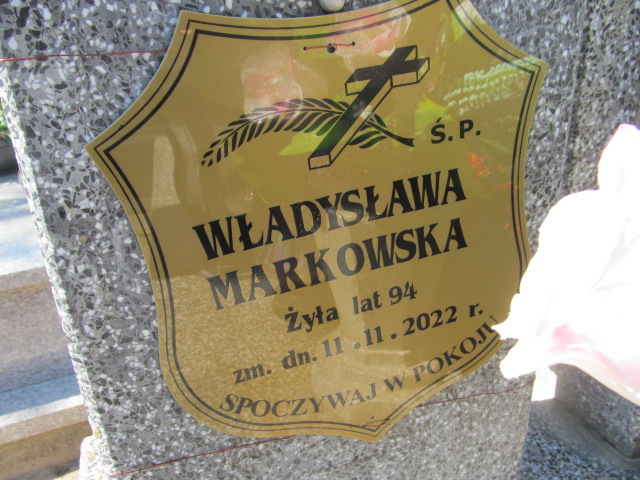 Ś.P.
WŁADYSŁAWA
MARKOWSKA
Żyła lat 94
zm. dn. 11.11.2022 r.
SPOCZYWAJ W POKOJU